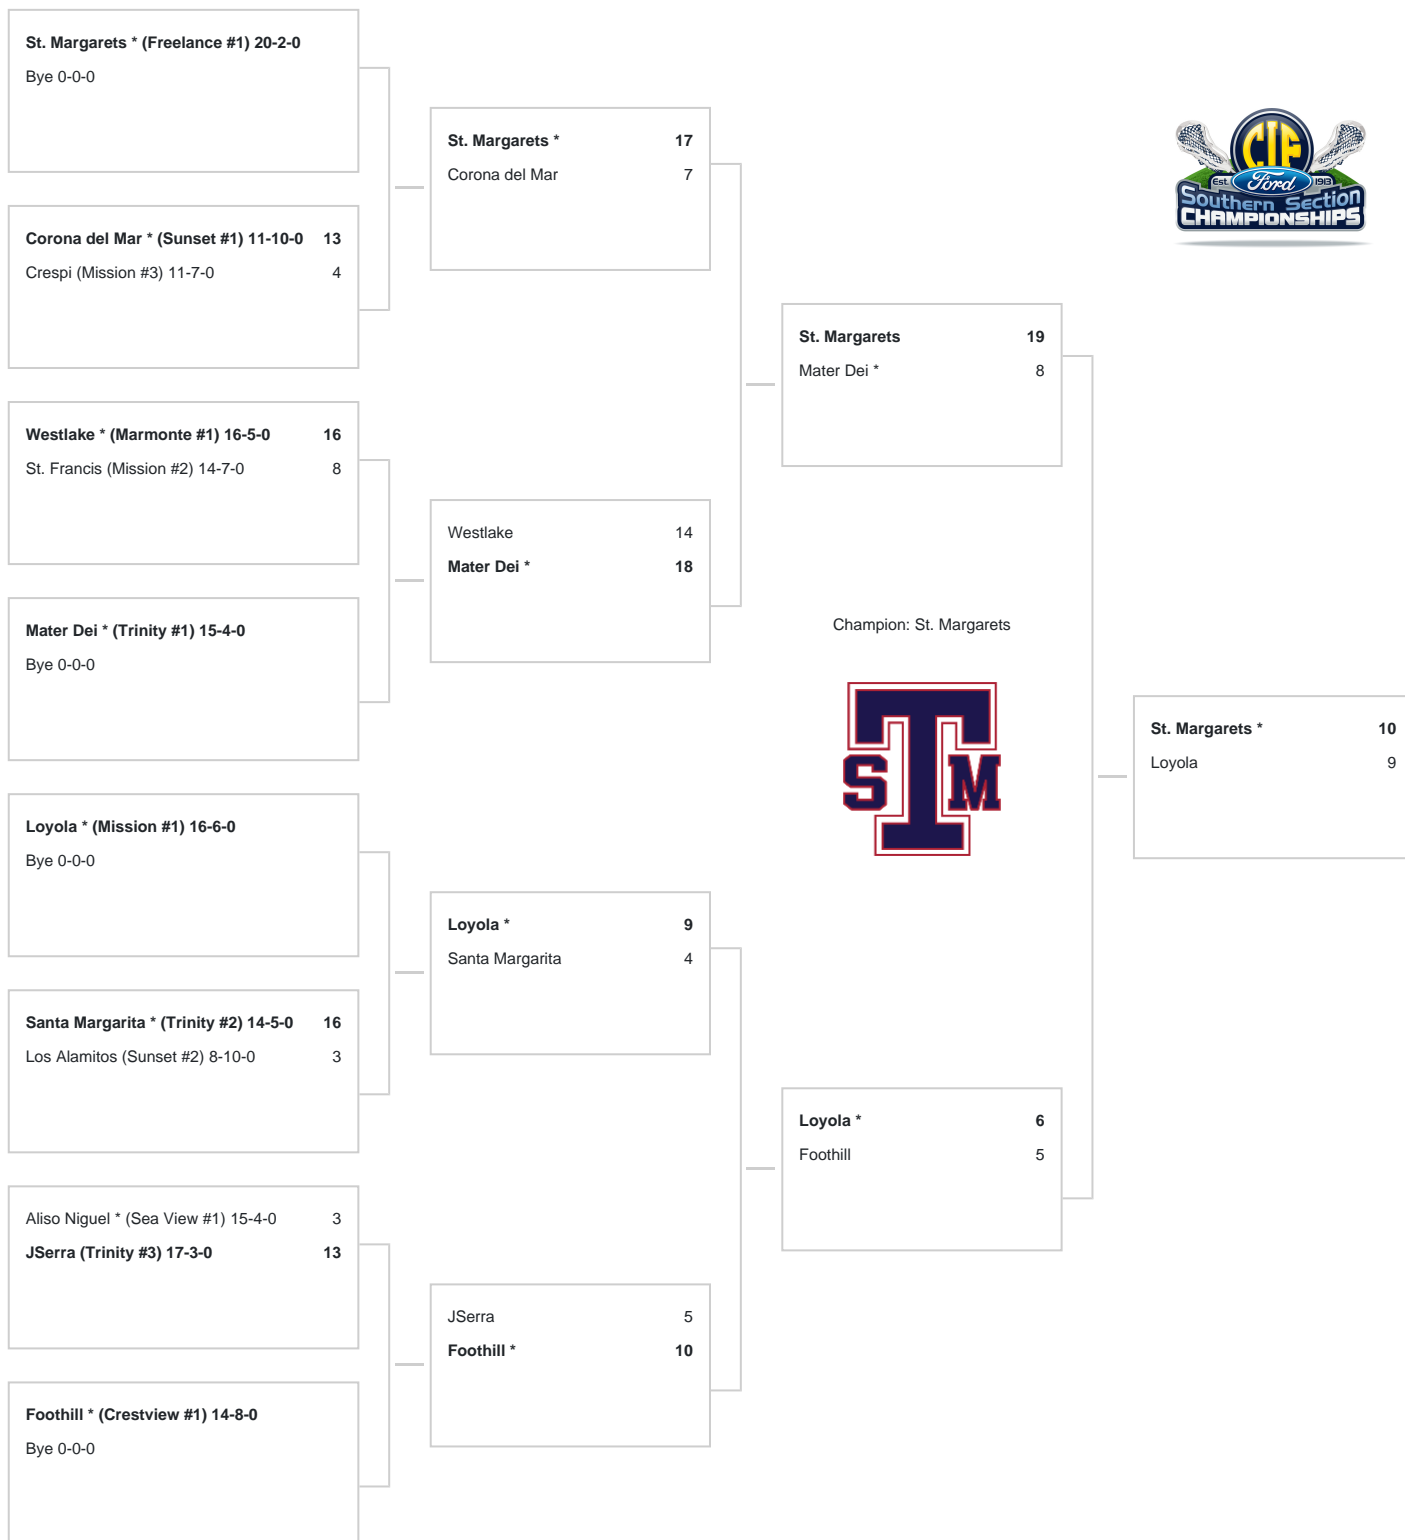 St. Margarets * (Freelance #1) 20-2-0
Bye 0-0-0
Corona del Mar * (Sunset #1) 11-10-0 13
Crespi (Mission #3) 11-7-0 4
Westlake * (Marmonte #1) 16-5-0 16
St. Francis (Mission #2) 14-7-0 8
Mater Dei * (Trinity #1) 15-4-0
Bye 0-0-0
Loyola * (Mission #1) 16-6-0
Bye 0-0-0
Santa Margarita * (Trinity #2) 14-5-0 16
Los Alamitos (Sunset #2) 8-10-0 3
Aliso Niguel * (Sea View #1) 15-4-0 3
JSerra (Trinity #3) 17-3-0 13
Foothill * (Crestview #1) 14-8-0
Bye 0-0-0
St. Margarets * 17
Corona del Mar 7
Westlake 14
Mater Dei * 18
Loyola * 9
Santa Margarita 4
JSerra 5
Foothill * 10
St. Margarets 19
Mater Dei * 8
Loyola * 6
Foothill 5
Champion: St. Margarets
STM
St. Margarets * 10
Loyola 9
CIF
Est. Ford 1913
Southern Section
CHAMPIONSHIPS